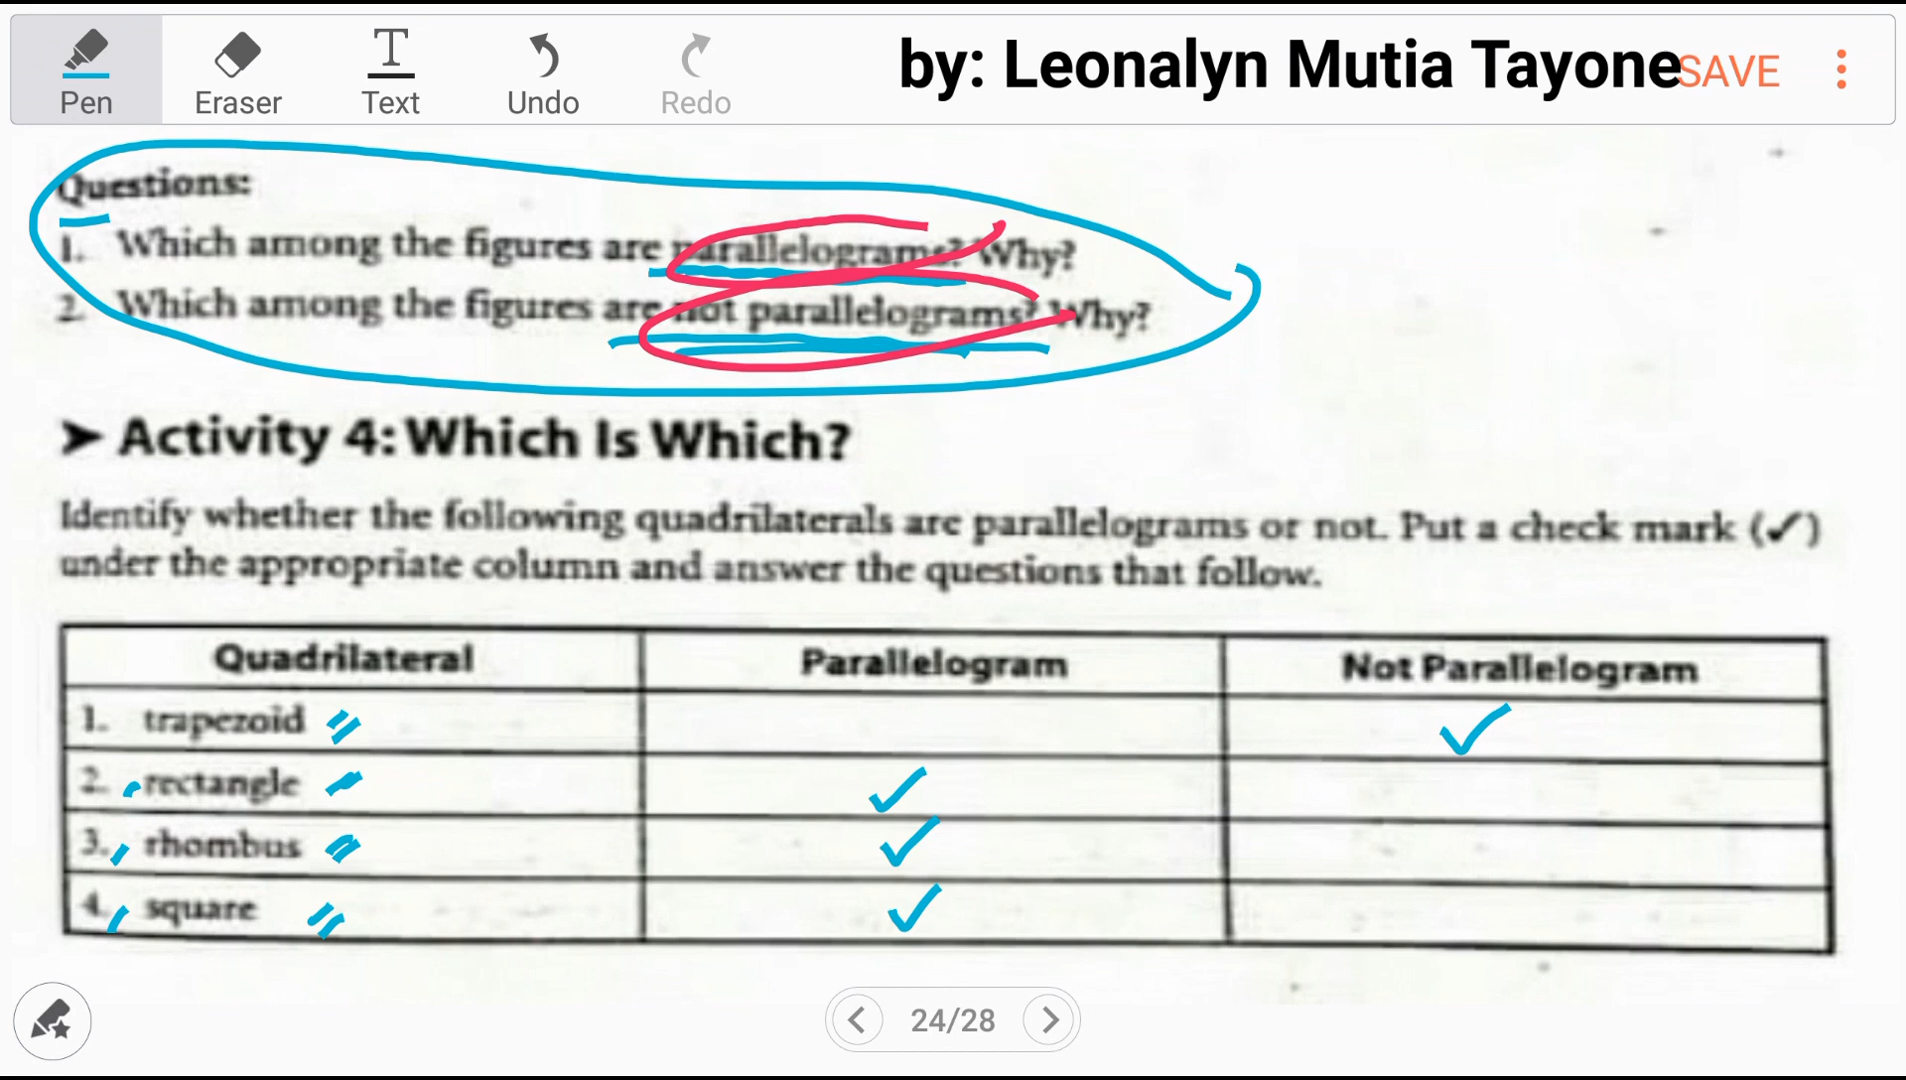 Pen
Eraser
Text
Undo
Redo
by: Leonalyn Mutia Tayone
SAVE
Questions:
1. Which among the figures are parallelograms? Why?
2. Which among the figures are not parallelograms? Why?
➤ Activity 4: Which Is Which?
Identify whether the following quadrilaterals are parallelograms or not. Put a check mark (✓)
under the appropriate column and answer the questions that follow.
Quadrilateral Parallelogram Not Parallelogram
1. trapezoid ✓
2. rectangle ✓
3. rhombus ✓
4. square ✓
24/28